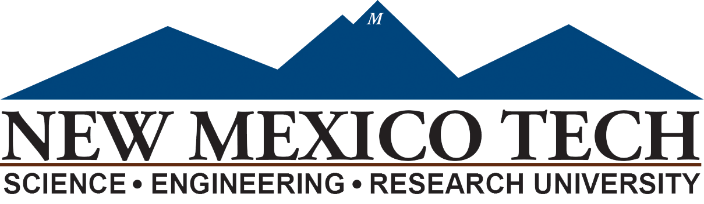 M
NEW MEXICO TECH
SCIENCE • ENGINEERING • RESEARCH UNIVERSITY